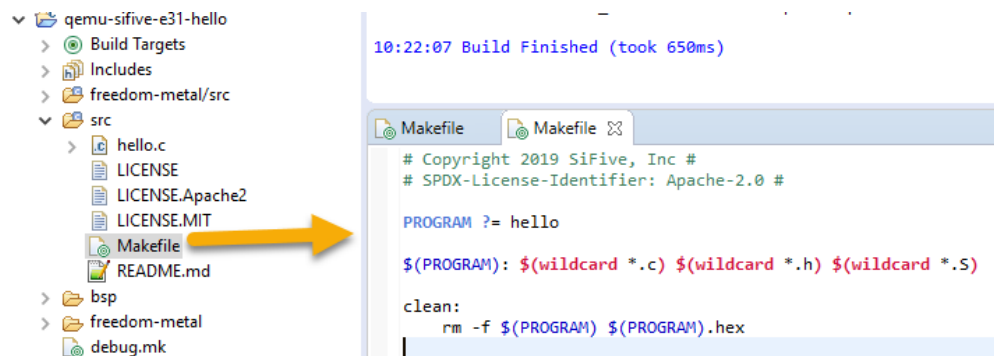 qemu-sifive-e31-hello
Build Targets
Includes
freedom-metal/src
src
hello.c
LICENSE
LICENSE.Apache2
LICENSE.MIT
Makefile
README.md
bsp
freedom-metal
debug.mk
10:22:07 Build Finished (took 650ms)
Makefile
Makefile
# Copyright 2019 SiFive, Inc #
# SPDX-License-Identifier: Apache-2.0 #
PROGRAM ?= hello
$(PROGRAM): $(wildcard *.c) $(wildcard *.h) $(wildcard *.S)
clean:
rm -f $(PROGRAM) $(PROGRAM).hex